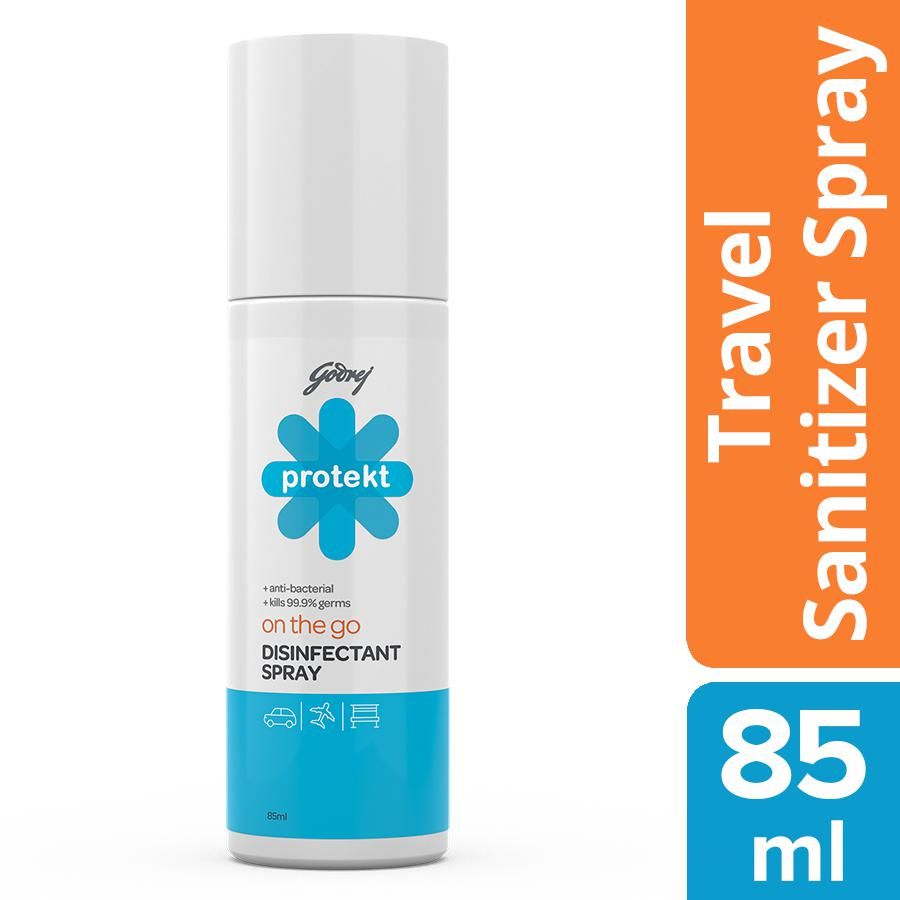 Godrej
protekt
+ anti-bacterial
+ kills 99.9% germs
on the go
DISINFECTANT
SPRAY
85ml
Travel
Sanitizer Spray
85
ml